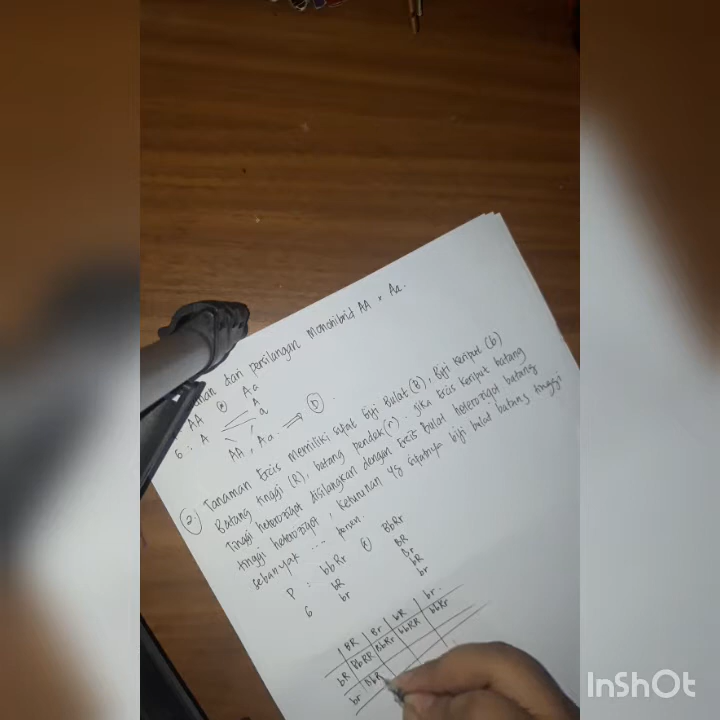 dari persilangan Monohibrid AA x Aa.
AA ⊗ Aa
G : A A
a
AA, Aa ⇒ D.
2 Tanaman Ercis memiliki sifat biji Bulat (B), Biji keriput (b)
Batang tinggi (R), batang pendek (r). Jika Ercis keriput batang
Tinggi heterozigot disilangkan dengan Ercis Bulat heterozigot batang
tinggi heterozigot, keturunan yg sifatnya biji bulat batang tinggi
sebanyak .... persen.
P : bbRr ⊗ BbRr
G bR BR
br Br
bR
br
BR Br bR br.
bR BbRR BbRr bbRR bbRr
br BbR
InShOt